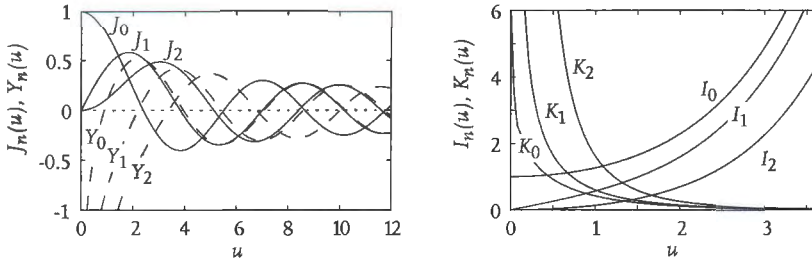 J₀
J₁
J₂
Y₀
Y₁
Y₂
Jₙ(u), Yₙ(u)
1
0.5
0
-0.5
-1
0 2 4 6 8 10 12
u
K₂
K₁
K₀
I₀
I₁
I₂
Iₙ(u), Kₙ(u)
6
4
2
0
0 1 2 3
u